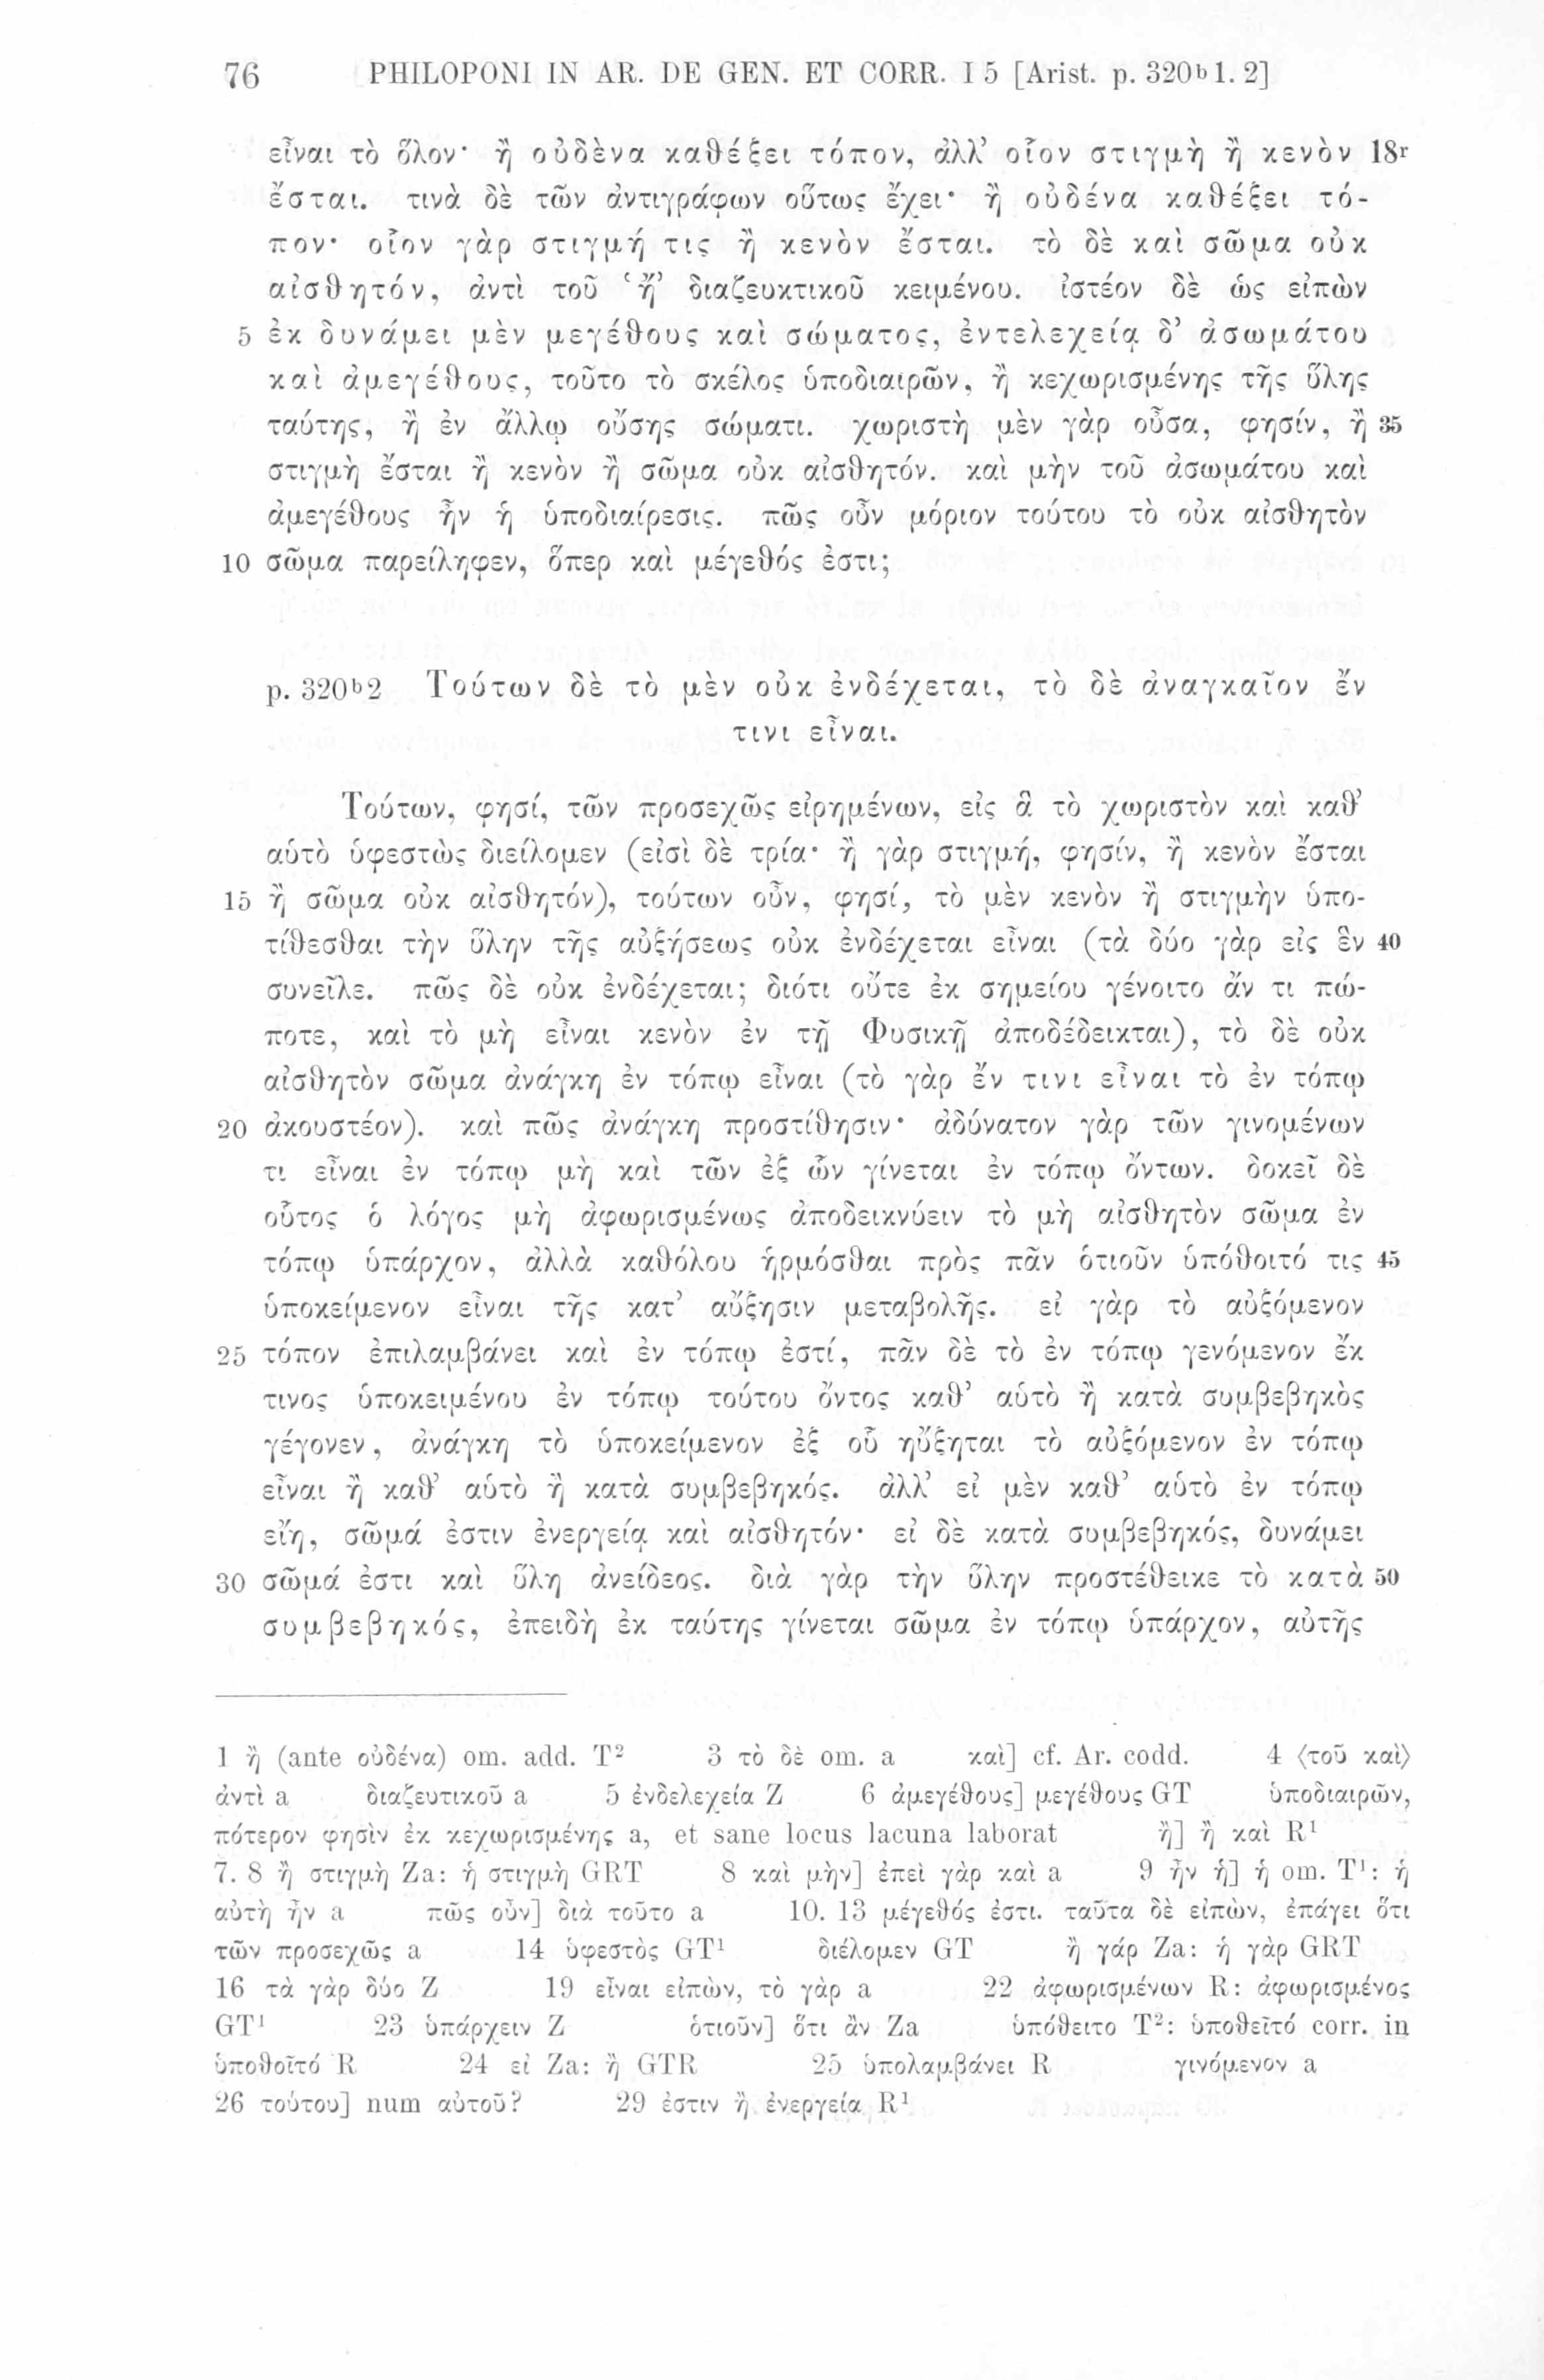 76 PHILOPONI IN AR. DE GEN. ET CORR. I 5 [Arist. p. 320ᵇ1. 2]
εἶναι τὸ ὅλον· ἢ οὐδὲνα καθέξει τόπον, ἀλλ’ οἷον στιγμὴ ἢ κενὸν 18ʳ
ἔσται. τινὰ δὲ τῶν ἀντιγράφων οὕτως ἔχει· ἢ οὐδένα καθέξει τό-
πον· οἷον γὰρ στιγμή τις ἢ κενὸν ἔσται. τὸ δὲ καὶ σῶμα οὐκ
αἰσθητόν, ἀντὶ τοῦ ‘ἤ’ διαζευκτικοῦ κειμένου. ἰστέον δὲ ὡς εἰπὼν
5 ἐκ δυνάμει μὲν μεγέθους καὶ σώματος, ἐντελεχείᾳ δ’ ἀσωμάτου
καὶ ἀμεγέθους, τοῦτο τὸ σκέλος ὑποδιαιρῶν, ἢ κεχωρισμένης τῆς ὕλης
ταύτης, ἢ ἐν ἄλλῳ οὔσης σώματι. χωριστὴ μὲν γὰρ οὖσα, φησίν, ἢ 35
στιγμὴ ἔσται ἢ κενὸν ἢ σῶμα οὐκ αἰσθητόν. καὶ μὴν τοῦ ἀσωμάτου καὶ
ἀμεγέθους ἦν ἡ ὑποδιαίρεσις. πῶς οὖν μόριον τούτου τὸ οὐκ αἰσθητὸν
10 σῶμα παρείληφεν, ὅπερ καὶ μέγεθός ἐστι;
p. 320ᵇ2 Τούτων δὲ τὸ μὲν οὐκ ἐνδέχεται, τὸ δὲ ἀναγκαῖον ἔν
τινι εἶναι.
Τούτων, φησί, τῶν προσεχῶς εἰρημένων, εἰς ἃ τὸ χωριστὸν καὶ καθ’
αὑτὸ ὑφεστὼς διείλομεν (εἰσὶ δὲ τρία· ἢ γὰρ στιγμή, φησίν, ἢ κενὸν ἔσται
15 ἢ σῶμα οὐκ αἰσθητόν), τούτων οὖν, φησί, τὸ μὲν κενὸν ἢ στιγμὴν ὑπο-
τίθεσθαι τὴν ὕλην τῆς αὐξήσεως οὐκ ἐνδέχεται εἶναι (τὰ δύο γὰρ εἰς ἓν 40
συνεῖλε. πῶς δὲ οὐκ ἐνδέχεται; διότι οὔτε ἐκ σημείου γένοιτο ἄν τι πώ-
ποτε, καὶ τὸ μὴ εἶναι κενὸν ἐν τῇ Φυσικῇ ἀποδέδεικται), τὸ δὲ οὐκ
αἰσθητὸν σῶμα ἀνάγκη ἐν τόπῳ εἶναι (τὸ γὰρ ἔν τινι εἶναι τὸ ἐν τόπῳ
20 ἀκουστέον). καὶ πῶς ἀνάγκη προστίθησιν· ἀδύνατον γὰρ τῶν γινομένων
τι εἶναι ἐν τόπῳ μὴ καὶ τῶν ἐξ ὧν γίνεται ἐν τόπῳ ὄντων. δοκεῖ δὲ
οὗτος ὁ λόγος μὴ ἀφωρισμένως ἀποδεικνύειν τὸ μὴ αἰσθητὸν σῶμα ἐν
τόπῳ ὑπάρχον, ἀλλὰ καθόλου ἡρμόσθαι πρὸς πᾶν ὁτιοῦν ὑπόθοιτό τις 45
ὑποκείμενον εἶναι τῆς κατ’ αὔξησιν μεταβολῆς. εἰ γὰρ τὸ αὐξόμενον
25 τόπον ἐπιλαμβάνει καὶ ἐν τόπῳ ἐστί, πᾶν δὲ τὸ ἐν τόπῳ γενόμενον ἔκ
τινος ὑποκειμένου ἐν τόπῳ τούτου ὄντος καθ’ αὑτὸ ἢ κατὰ συμβεβηκὸς
γέγονεν, ἀνάγκη τὸ ὑποκείμενον ἐξ οὗ ηὔξηται τὸ αὐξόμενον ἐν τόπῳ
εἶναι ἢ καθ’ αὑτὸ ἢ κατὰ συμβεβηκός. ἀλλ’ εἰ μὲν καθ’ αὑτὸ ἐν τόπῳ
εἴη, σῶμά ἐστιν ἐνεργείᾳ καὶ αἰσθητόν· εἰ δὲ κατὰ συμβεβηκός, δυνάμει
30 σῶμά ἐστι καὶ ὕλη ἀνείδεος. διὰ γὰρ τὴν ὕλην προστέθεικε τὸ κατὰ 50
συμβεβηκός, ἐπειδὴ ἐκ ταύτης γίνεται σῶμα ἐν τόπῳ ὑπάρχον, αὐτῆς
1 ἢ (ante οὐδένα) om. add. T² 3 τὸ δὲ om. a καὶ] cf. Ar. codd. 4 ⟨τοῦ καὶ⟩
ἀντὶ a διαζευτικοῦ a 5 ἐνδελεχεία Z 6 ἀμεγέθους] μεγέθους GT ὑποδιαιρῶν,
πότερον φησὶν ἐκ κεχωρισμένης a, et sane locus lacuna laborat ἢ] ἢ καὶ R¹
7. 8 ἢ στιγμὴ Za: ἡ στιγμὴ GRT 8 καὶ μὴν] ἐπεὶ γὰρ καὶ a 9 ἦν ἡ] ἡ om. T¹: ἡ
αὐτὴ ἦν a πῶς οὖν] διὰ τοῦτο a 10. 13 μέγεθός ἐστι. ταῦτα δὲ εἰπὼν, ἐπάγει ὅτι
τῶν προσεχῶς a 14 ὑφεστὸς GT¹ διέλομεν GT ἢ γάρ Za: ἡ γὰρ GRT
16 τὰ γὰρ δύο Z 19 εἶναι εἰπὼν, τὸ γὰρ a 22 ἀφωρισμένων R: ἀφωρισμένος
GT¹ 23 ὑπάρχειν Z ὁτιοῦν] ὅτι ἂν Za ὑπόθειτο T²: ὑποθεῖτό corr. in
ὑποθοῖτό R 24 εἰ Za: ἢ GTR 25 ὑπολαμβάνει R γινόμενον a
26 τούτου] num αὐτοῦ? 29 ἐστιν ἢ ἐνεργείᾳ R¹